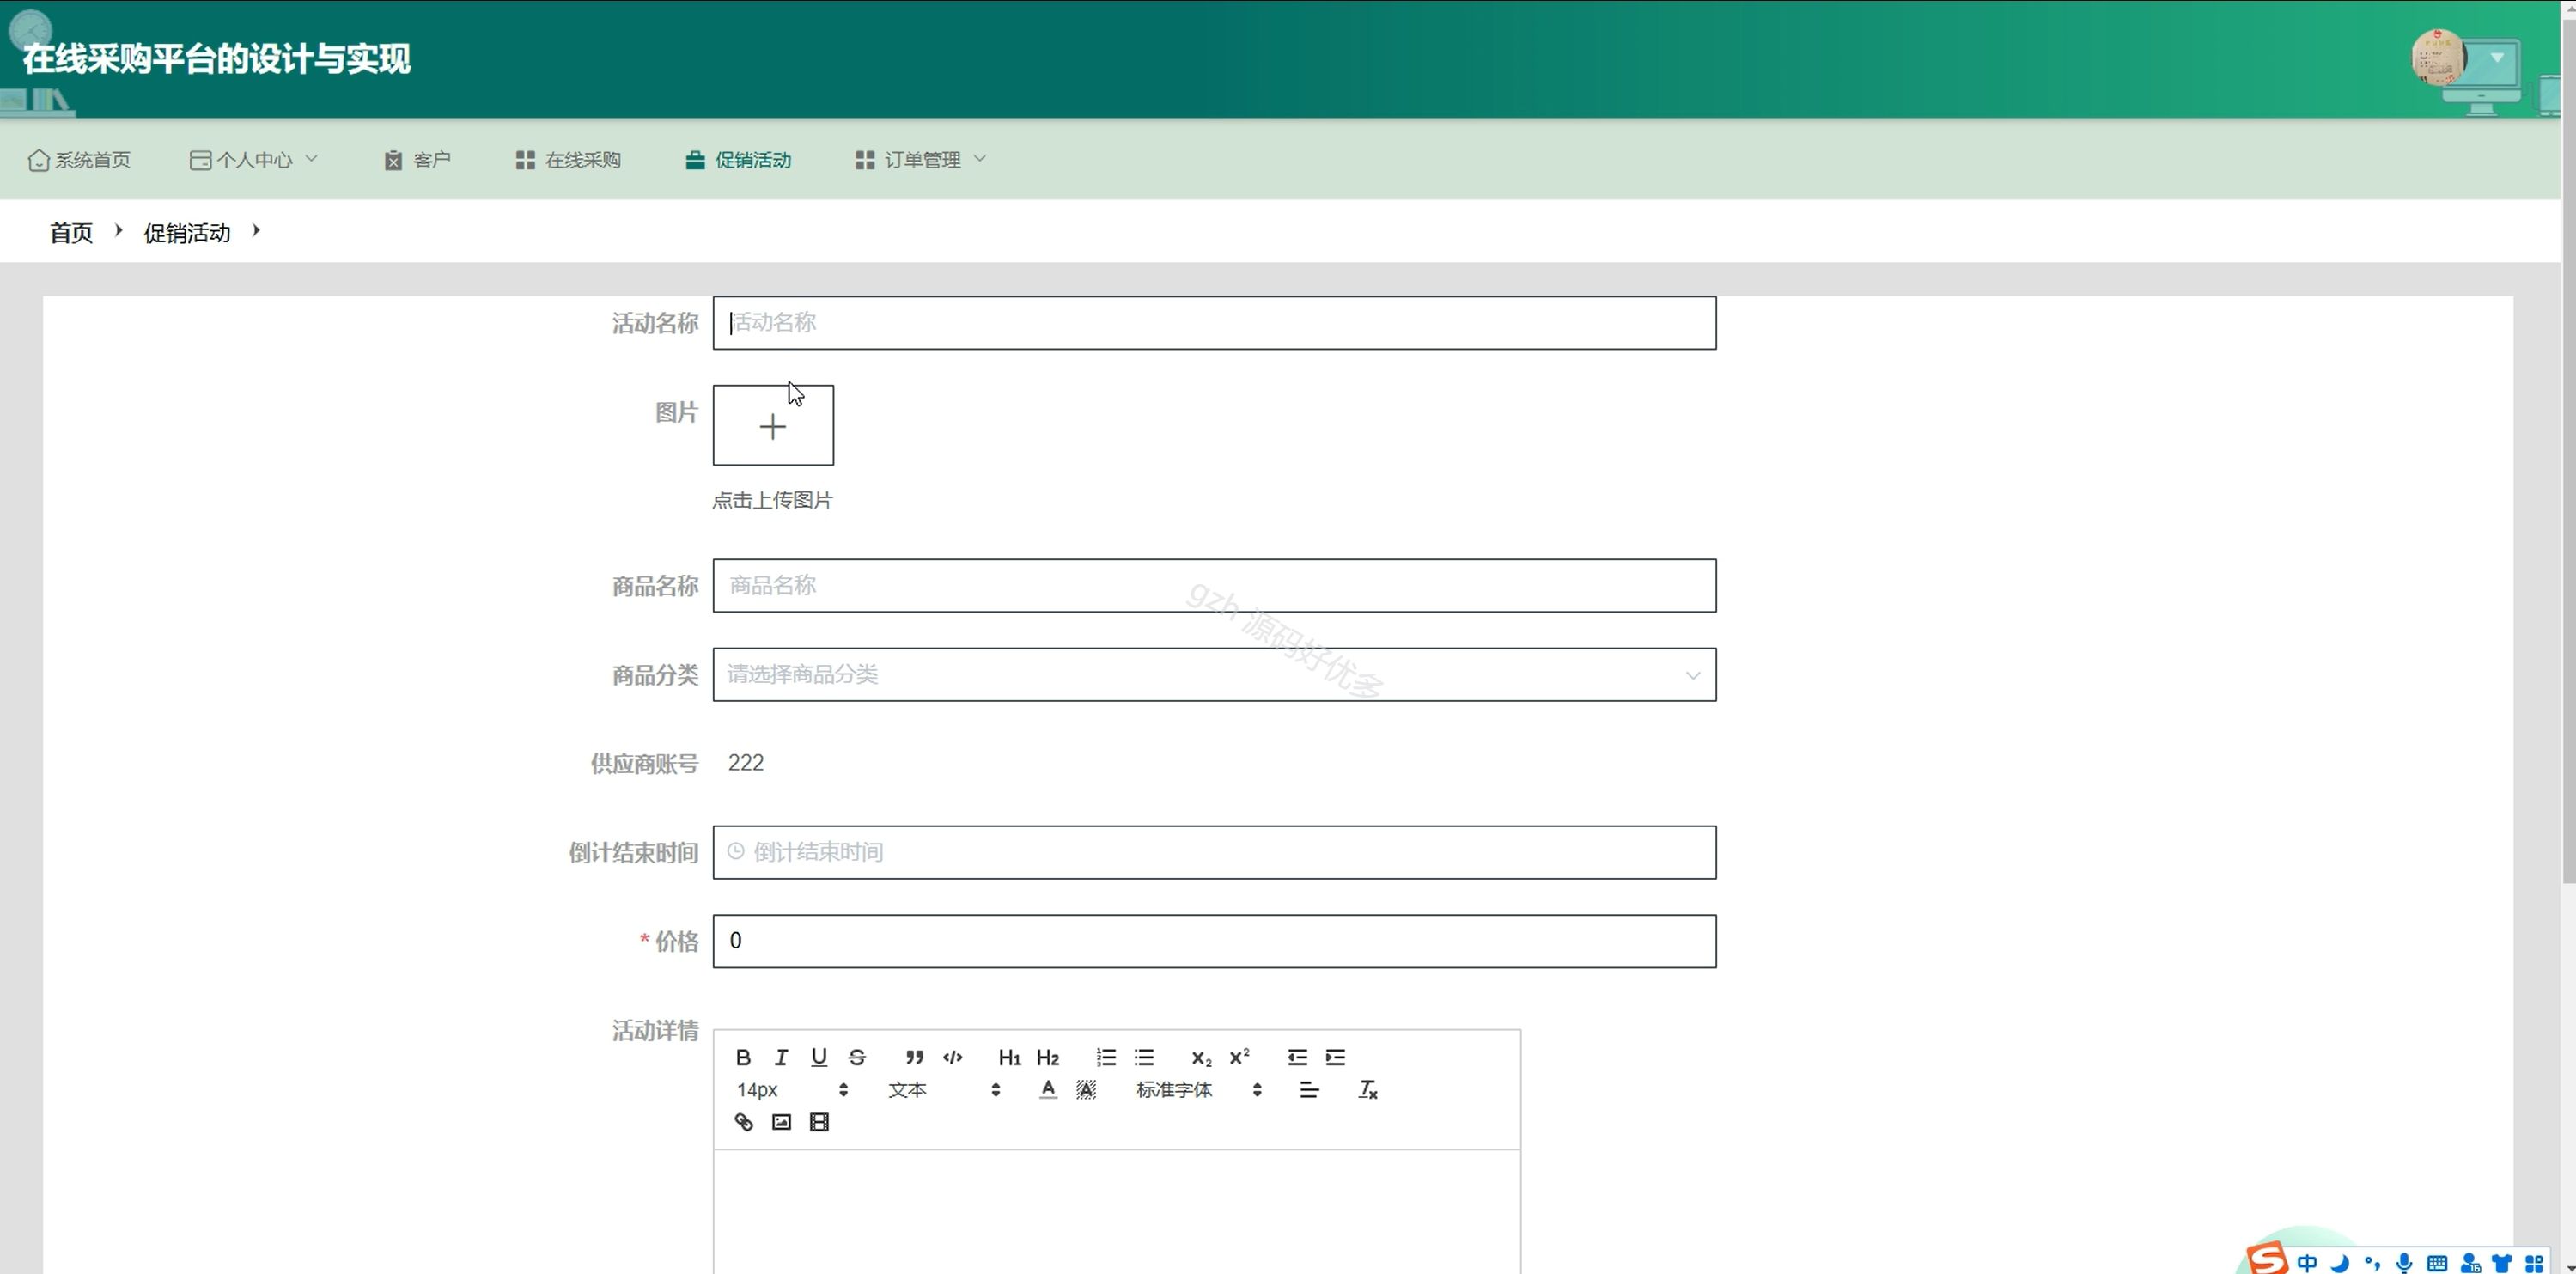 在线采购平台的设计与实现
系统首页 个人中心 客户 在线采购 促销活动 订单管理
首页 促销活动
活动名称 活动名称
图片
点击上传图片
商品名称 商品名称
gzh 源码好优多
商品分类 请选择商品分类
供应商账号 222
倒计结束时间 倒计结束时间
* 价格 0
活动详情
B I U S H1 H2 X2 X2
14px 文本 A A 标准字体 Tx
S 中